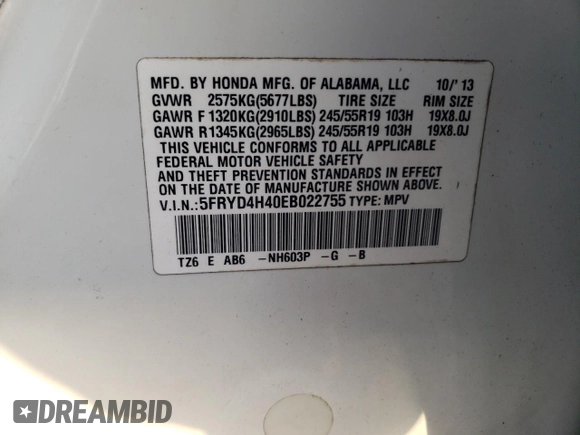 MFD. BY HONDA MFG. OF ALABAMA, LLC 10/'13
GVWR 2575KG(5677LBS) TIRE SIZE RIM SIZE
GAWR F 1320KG(2910LBS) 245/55R19 103H 19X8.0J
GAWR R1345KG(2965LBS) 245/55R19 103H 19X8.0J
THIS VEHICLE CONFORMS TO ALL APPLICABLE
FEDERAL MOTOR VEHICLE SAFETY
AND THEFT PREVENTION STANDARDS IN EFFECT
ON THE DATE OF MANUFACTURE SHOWN ABOVE.
V.I.N.:5FRYD4H40EB022755 TYPE: MPV
TZ6 E AB6 -NH603P -G -B
DREAMBID